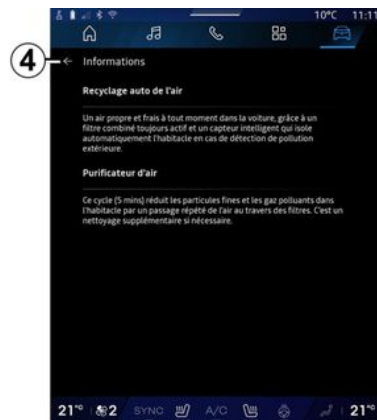 10°C 11:11
4
← Informations
Recyclage auto de l'air
Un air propre et frais à tout moment dans la voiture, grâce à un
filtre combiné toujours actif et un capteur intelligent qui isole
automatiquement l'habitacle en cas de détection de pollution
extérieure.
Purificateur d'air
Ce cycle (5 mins) réduit les particules fines et les gaz polluants dans
l'habitacle par un passage répété de l'air au travers des filtres. C'est un
nettoyage supplémentaire si nécessaire.
21°C 2 SYNC A/C 21°C